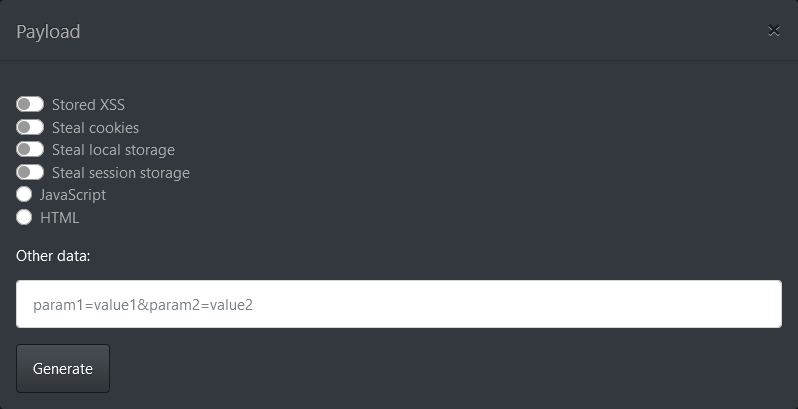 Payload
×
Stored XSS
Steal cookies
Steal local storage
Steal session storage
JavaScript
HTML
Other data:
param1=value1&param2=value2
Generate